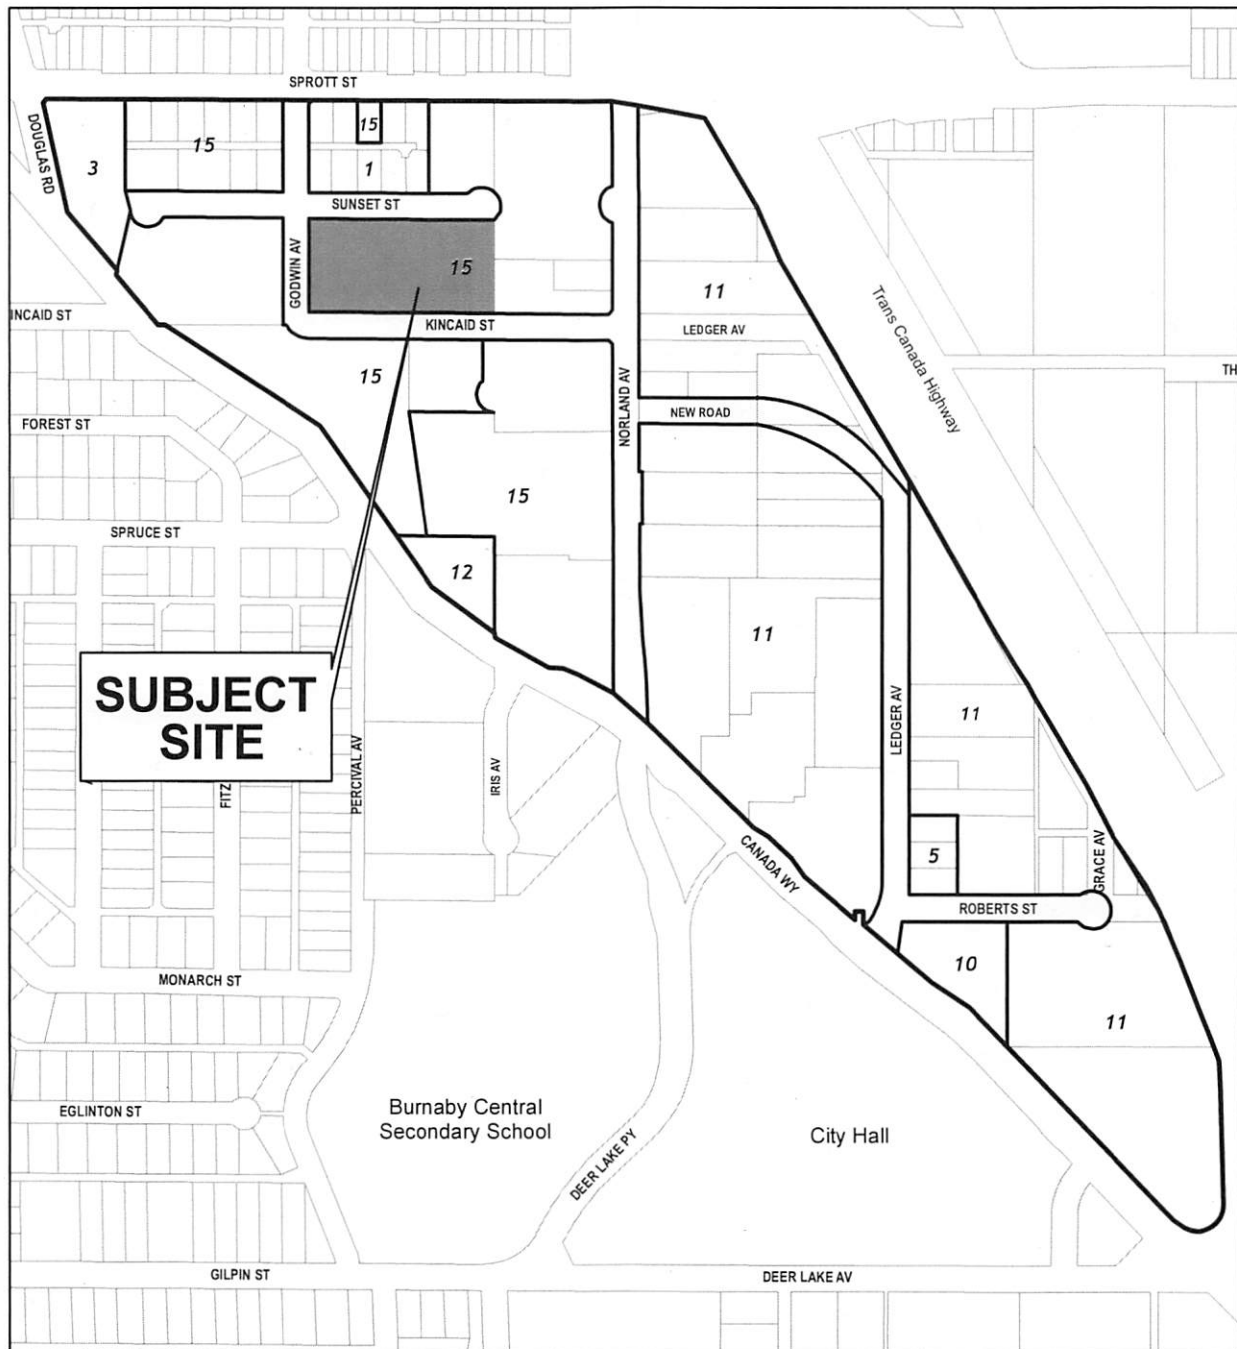 SPROTT ST
DOUGLAS RD
3
15
15
1
SUNSET ST
GODWIN AV
15
11
INCAID ST
KINCAID ST
LEDGER AV
Trans Canada Highway
TH
15
NORLAND AV
NEW ROAD
FOREST ST
15
SPRUCE ST
12
11
SUBJECT
SITE
LEDGER AV
11
PERCIVAL AV
IRIS AV
FITZ
CANADA WY
5
GRACE AV
ROBERTS ST
MONARCH ST
10
11
EGLINTON ST
Burnaby Central
Secondary School
City Hall
DEER LAKE PY
GILPIN ST
DEER LAKE AV